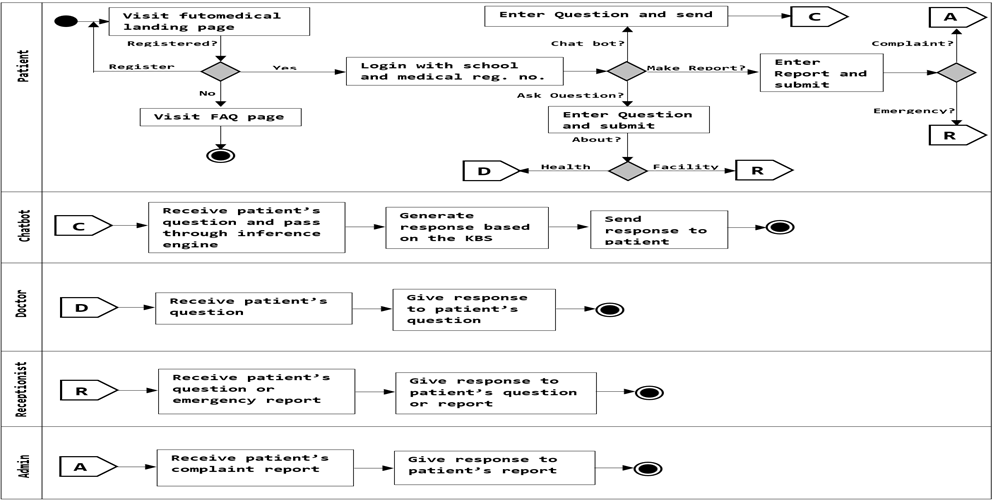 Patient
Visit futomedical
landing page
Registered?
Register
Yes
No
Visit FAQ page
Login with school
and medical reg. no.
Enter Question and send
C
Chat bot?
Make Report?
Ask Question?
Enter Question
and submit
About?
Health
Facility
D
R
Enter
Report and
submit
A
Complaint?
Emergency?
R
Chatbot
C
Receive patient's
question and pass
through inference
engine
Generate
response based
on the KBS
Send
response to
patient
Doctor
D
Receive patient's
question
Give response
to patient's
question
Receptionist
R
Receive patient's
question or
emergency report
Give response to
patient's question
or report
Admin
A
Receive patient's
complaint report
Give response to
patient's report